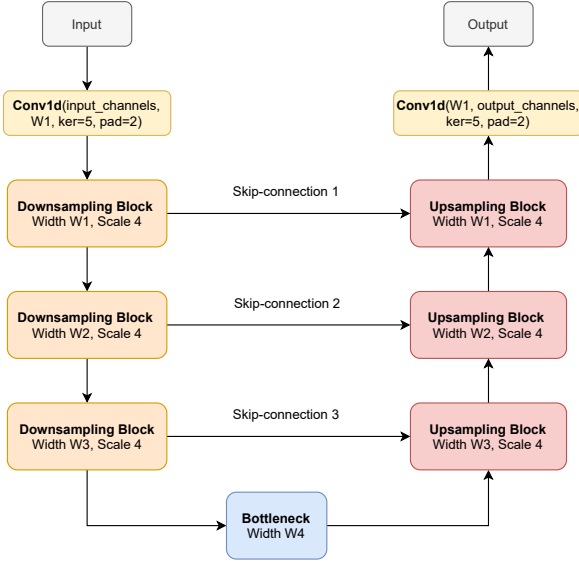 Input
Output
Conv1d(input_channels,
W1, ker=5, pad=2)
Conv1d(W1, output_channels,
ker=5, pad=2)
Downsampling Block
Width W1, Scale 4
Skip-connection 1
Upsampling Block
Width W1, Scale 4
Downsampling Block
Width W2, Scale 4
Skip-connection 2
Upsampling Block
Width W2, Scale 4
Downsampling Block
Width W3, Scale 4
Skip-connection 3
Upsampling Block
Width W3, Scale 4
Bottleneck
Width W4